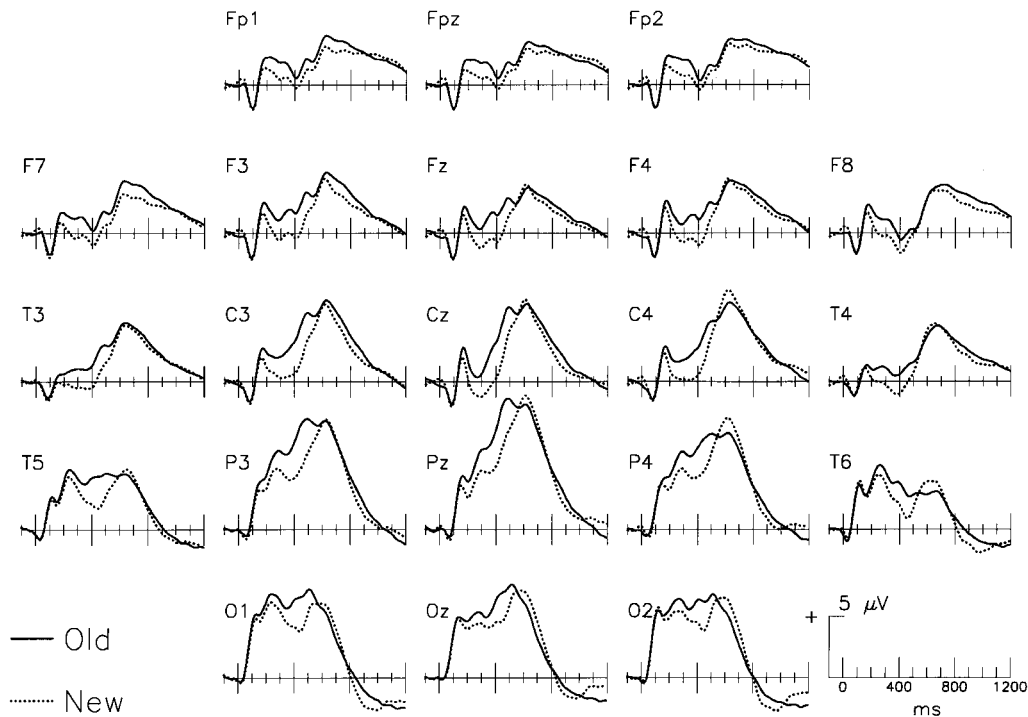 Fp1 Fpz Fp2
F7 F3 Fz F4 F8
T3 C3 Cz C4 T4
T5 P3 Pz P4 T6
O1 Oz O2 + 5 μV
Old
New
0 400 800 1200
ms